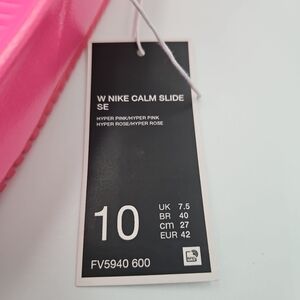 W NIKE CALM SLIDE
SE
HYPER PINK/HYPER PINK
HYPER ROSE/HYPER ROSE
10
UK 7.5
BR 40
cm 27
EUR 42
FV5940 600